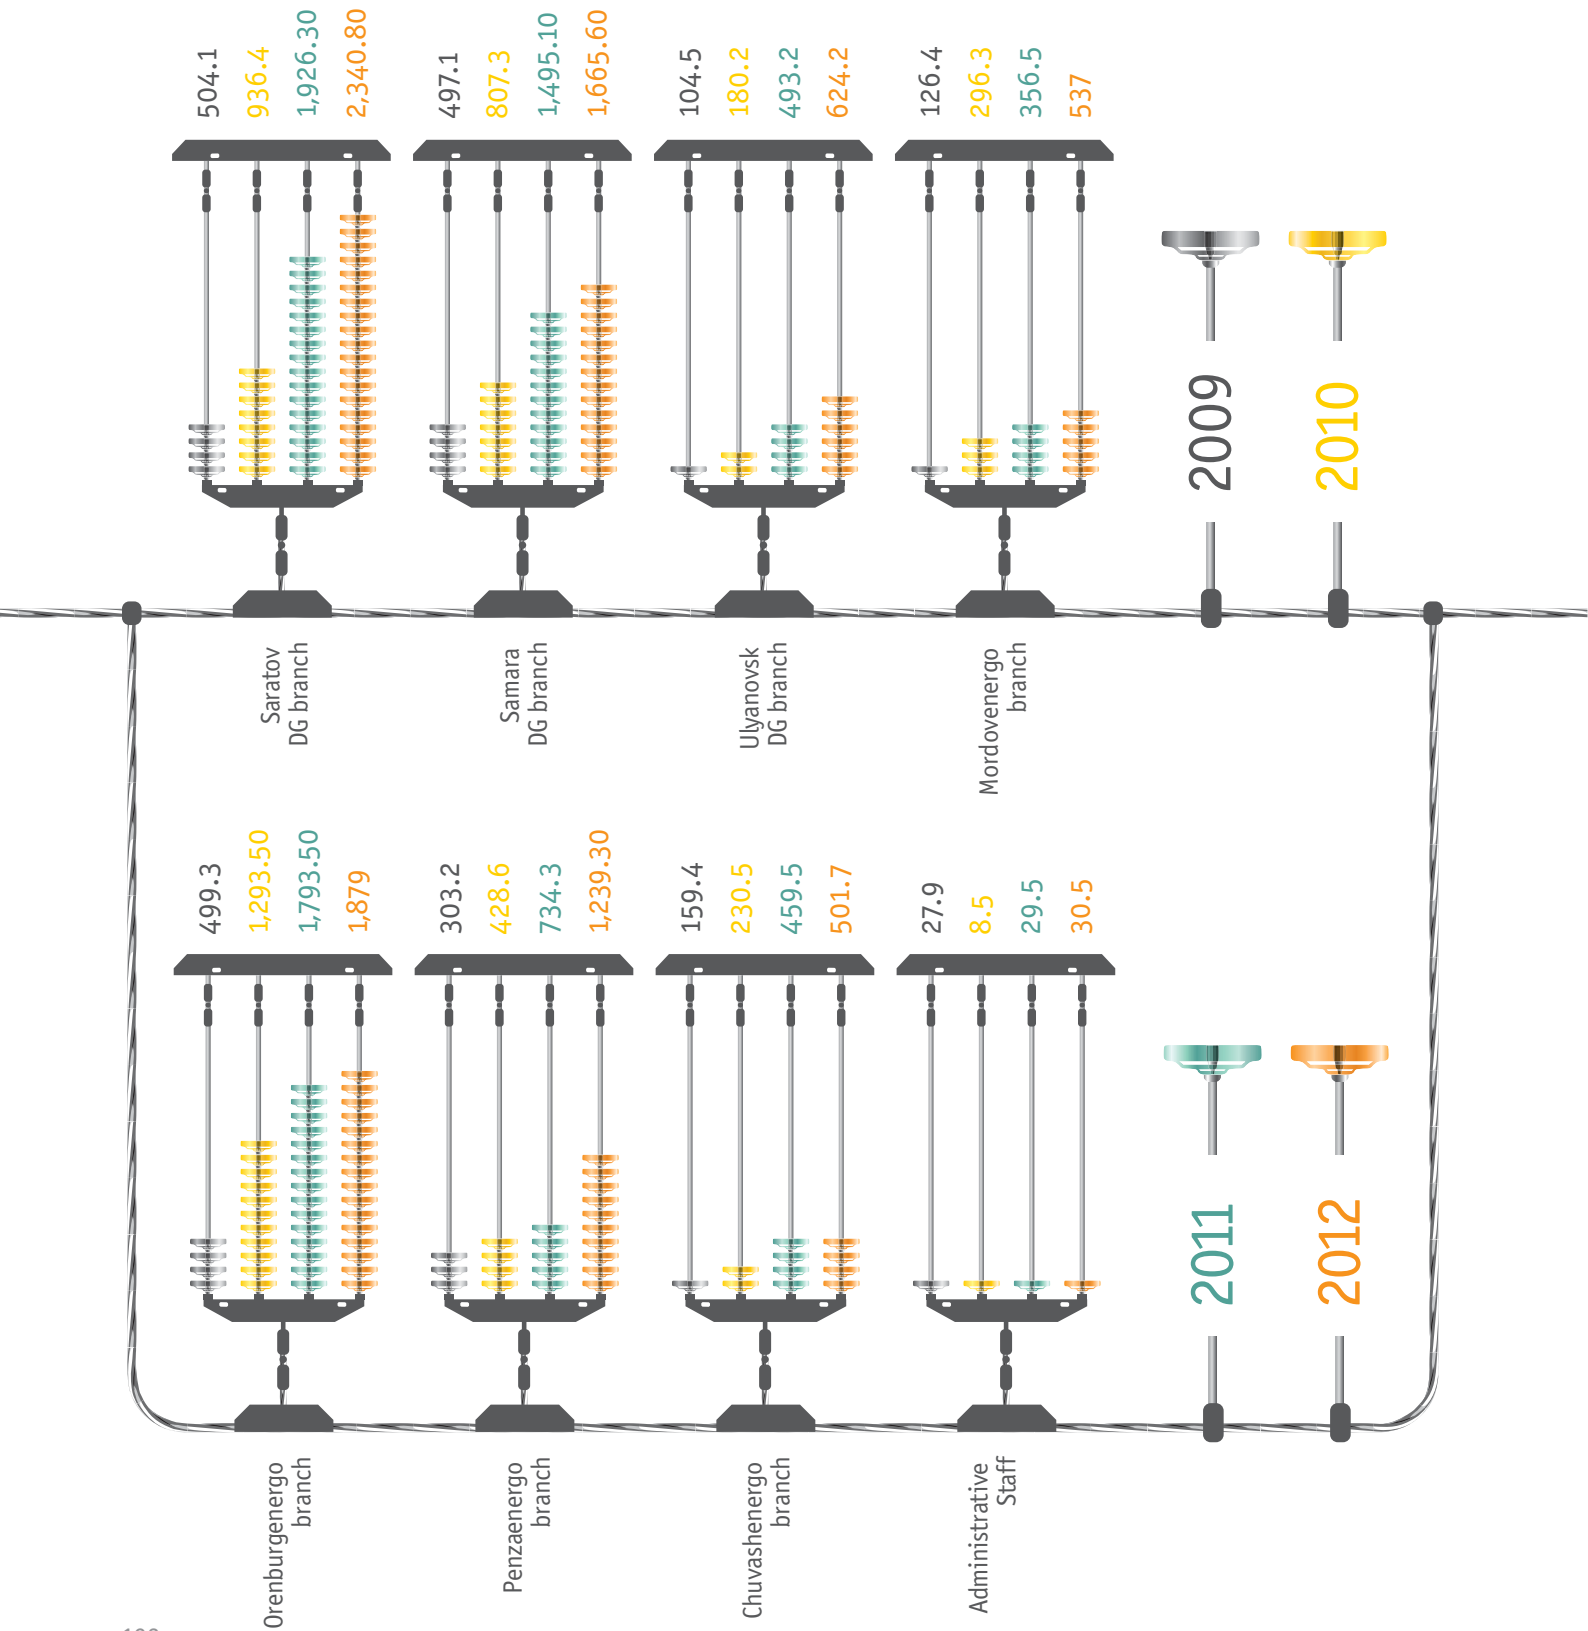 504.1
936.4
1,926.30
2,340.80
497.1
807.3
1,495.10
1,665.60
104.5
180.2
493.2
624.2
126.4
296.3
356.5
537
2009
2010
Saratov
DG branch
Samara
DG branch
Ulyanovsk
DG branch
Mordovenergo
branch
499.3
1,293.50
1,793.50
1,879
303.2
428.6
734.3
1,239.30
159.4
230.5
459.5
501.7
27.9
8.5
29.5
30.5
2011
2012
Orenburgenergo
branch
Penzaenergo
branch
Chuvashenergo
branch
Administrative
Staff